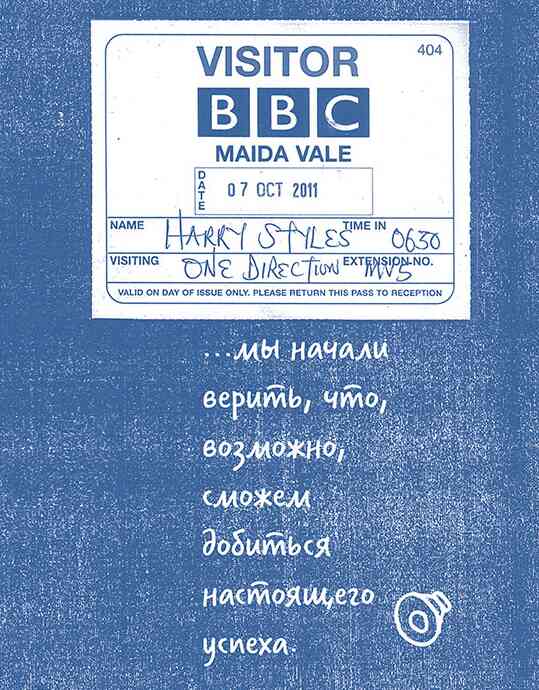 VISITOR 404
BBC
MAIDA VALE
DATE 07 OCT 2011
NAME HARRY STYLES TIME IN 0630
VISITING ONE DIRECTION EXTENSION NO. MV5
VALID ON DAY OF ISSUE ONLY. PLEASE RETURN THIS PASS TO RECEPTION
...мы начали
верить, что,
возможно,
сможем
добиться
настоящего
успеха.